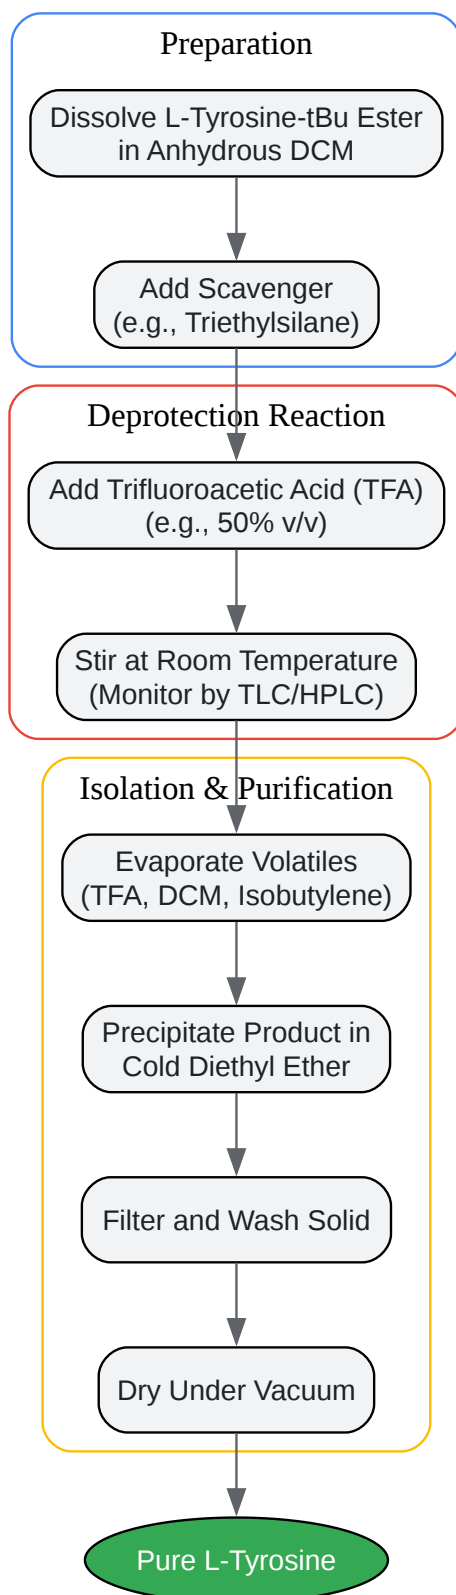 Preparation
Dissolve L-Tyrosine-tBu Ester
in Anhydrous DCM
Add Scavenger
(e.g., Triethylsilane)
Deprotection Reaction
Add Trifluoroacetic Acid (TFA)
(e.g., 50% v/v)
Stir at Room Temperature
(Monitor by TLC/HPLC)
Isolation & Purification
Evaporate Volatiles
(TFA, DCM, Isobutylene)
Precipitate Product in
Cold Diethyl Ether
Filter and Wash Solid
Dry Under Vacuum
Pure L-Tyrosine